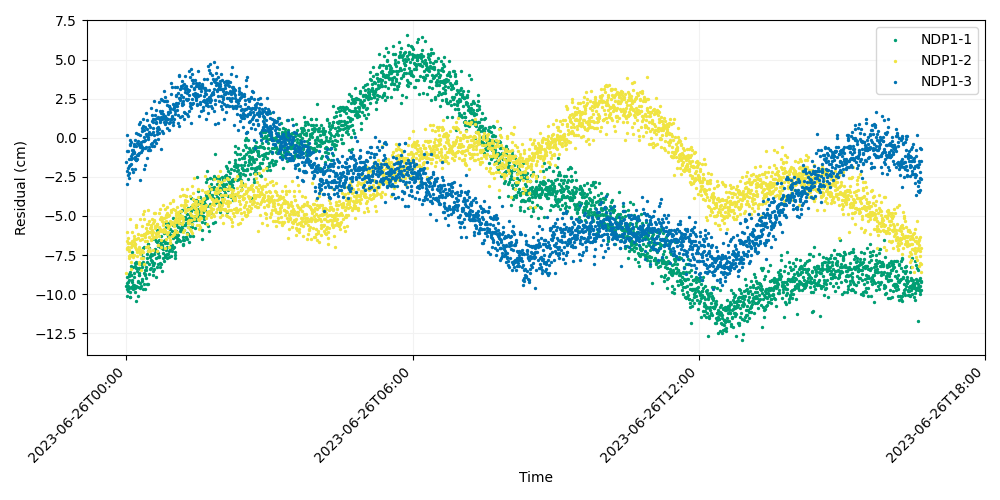 7.5
5.0
2.5
0.0
−2.5
−5.0
−7.5
−10.0
−12.5
Residual (cm)
NDP1-1
NDP1-2
NDP1-3
2023-06-26T00:00
2023-06-26T06:00
2023-06-26T12:00
2023-06-26T18:00
Time